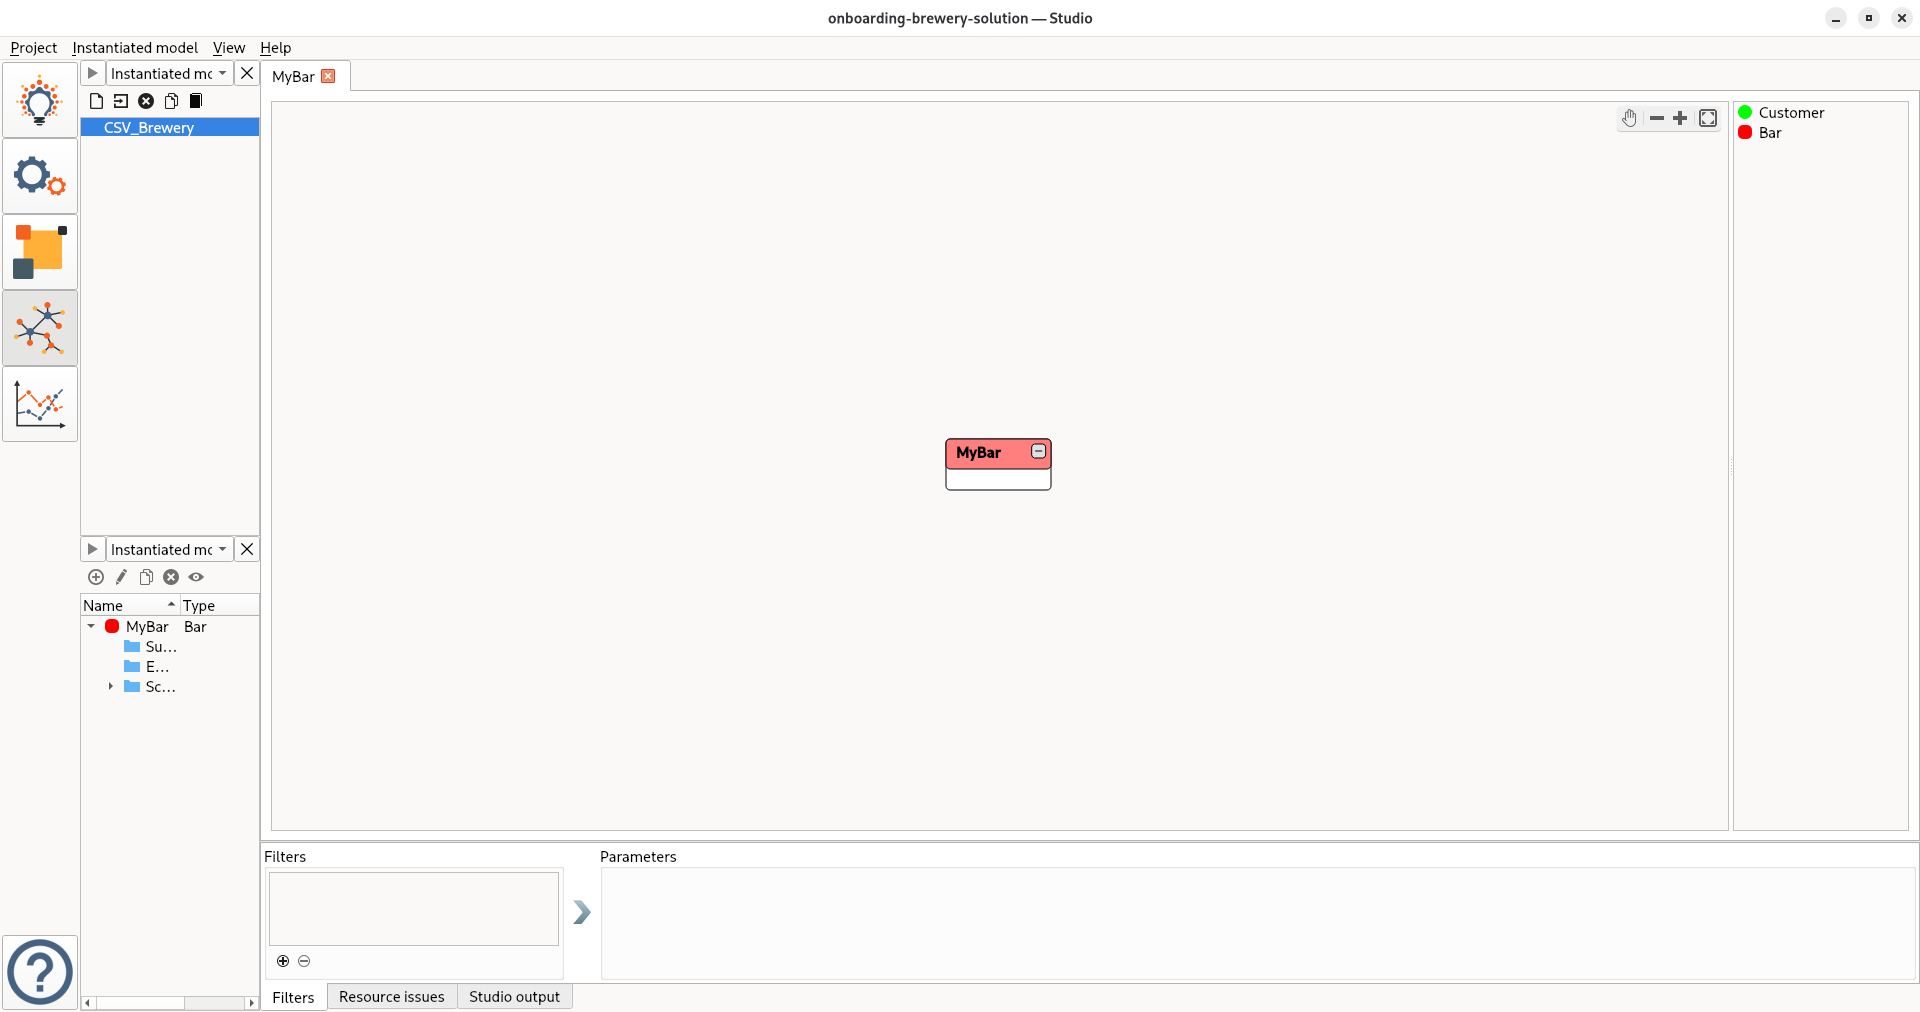 onboarding-brewery-solution — Studio
Project Instantiated model View Help
Instantiated mc
CSV_Brewery
MyBar
Customer
Bar
MyBar
Instantiated mc
Name Type
MyBar Bar
Su...
E...
Sc...
Filters
Parameters
Filters Resource issues Studio output